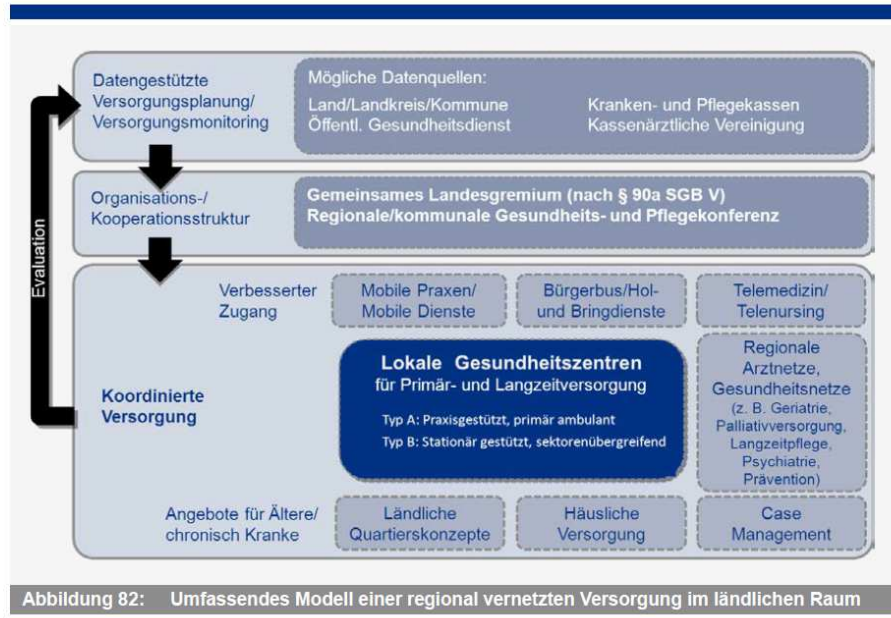 Datengestützte
Versorgungsplanung/
Versorgungsmonitoring
Mögliche Datenquellen:
Land/Landkreis/Kommune
Öffentl. Gesundheitsdienst
Kranken- und Pflegekassen
Kassenärztliche Vereinigung
Organisations-/
Kooperationsstruktur
Gemeinsames Landesgremium (nach § 90a SGB V)
Regionale/kommunale Gesundheits- und Pflegekonferenz
Evaluation
Verbesserter
Zugang
Mobile Praxen/
Mobile Dienste
Bürgerbus/Hol-
und Bringdienste
Telemedizin/
Telenursing
Koordinierte
Versorgung
Lokale Gesundheitszentren
für Primär- und Langzeitversorgung
Typ A: Praxisgestützt, primär ambulant
Typ B: Stationär gestützt, sektorenübergreifend
Regionale
Arztnetze,
Gesundheitsnetze
(z. B. Geriatrie,
Palliativversorgung,
Langzeitpflege,
Psychiatrie,
Prävention)
Angebote für Ältere/
chronisch Kranke
Ländliche
Quartierskonzepte
Häusliche
Versorgung
Case
Management
Abbildung 82: Umfassendes Modell einer regional vernetzten Versorgung im ländlichen Raum